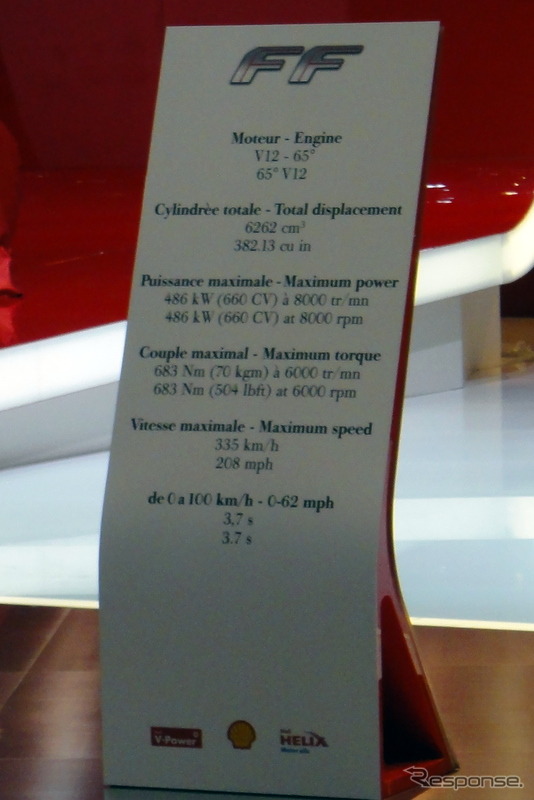 FF
Moteur - Engine
V12 - 65°
65° V12
Cylindrèe totale - Total displacement
6262 cm³
382.13 cu in
Puissance maximale - Maximum power
486 kW (660 CV) à 8000 tr/mn
486 kW (660 CV) at 8000 rpm
Couple maximal - Maximum torque
683 Nm (70 kgm) à 6000 tr/mn
683 Nm (504 lbft) at 6000 rpm
Vitesse maximale - Maximum speed
335 km/h
208 mph
de 0 a 100 km/h - 0-62 mph
3,7 s
3.7 s
V-Power
Shell
HELIX
Motor oils
Response.